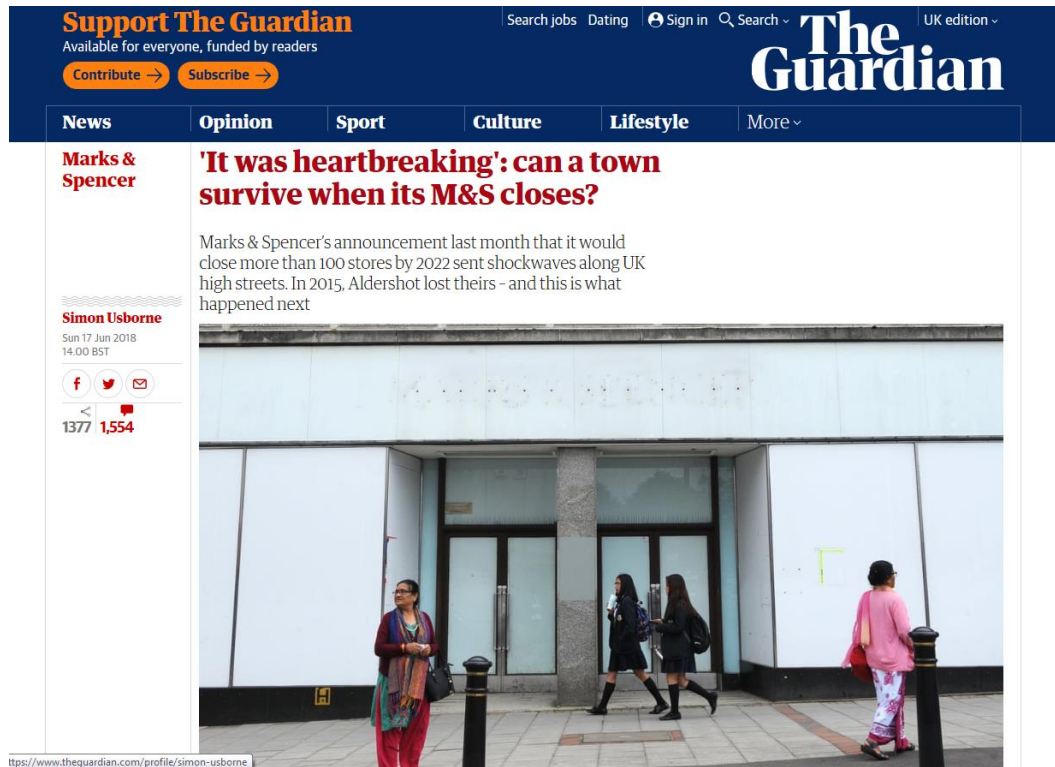 Support The Guardian
Available for everyone, funded by readers
Contribute →
Subscribe →
Search jobs
Dating
Sign in
Search
UK edition
The
Guardian
News
Opinion
Sport
Culture
Lifestyle
More
Marks &
Spencer
'It was heartbreaking': can a town
survive when its M&S closes?
Marks & Spencer's announcement last month that it would
close more than 100 stores by 2022 sent shockwaves along UK
high streets. In 2015, Aldershot lost theirs – and this is what
happened next
Simon Usborne
Sun 17 Jun 2018
14.00 BST
1377
1,554
ttps://www.theguardian.com/profile/simon-usborne